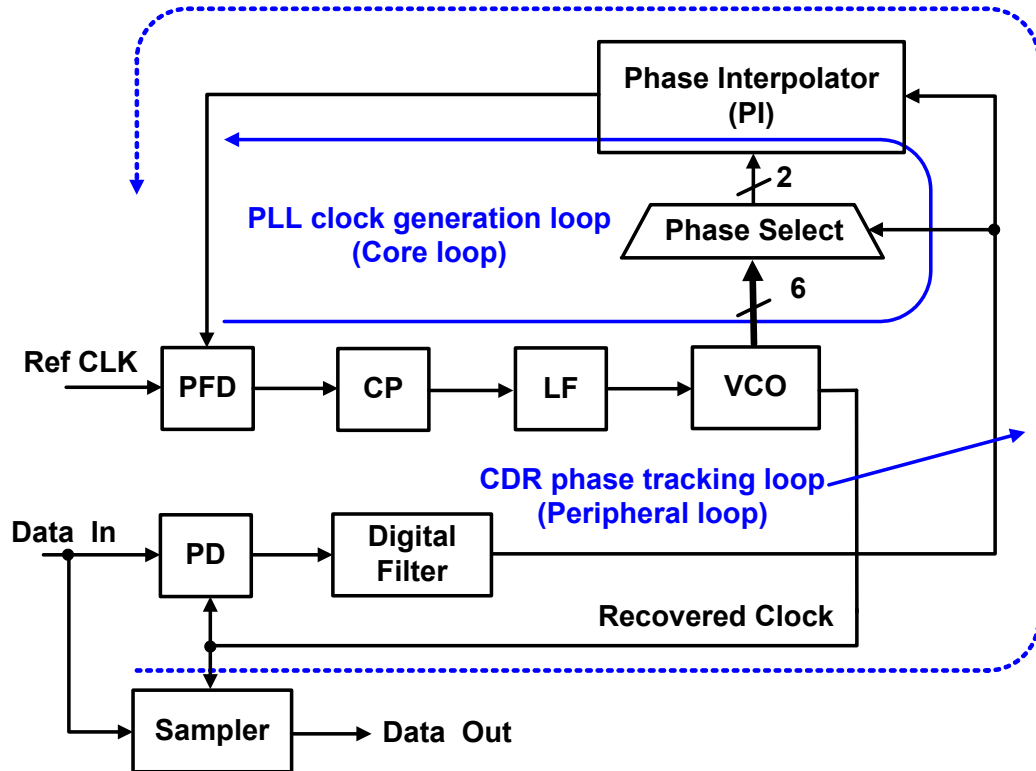 Phase Interpolator
(PI)
2
PLL clock generation loop
(Core loop)
Phase Select
6
Ref CLK
PFD
CP
LF
VCO
CDR phase tracking loop
(Peripheral loop)
Data In
PD
Digital
Filter
Recovered Clock
Sampler
Data Out